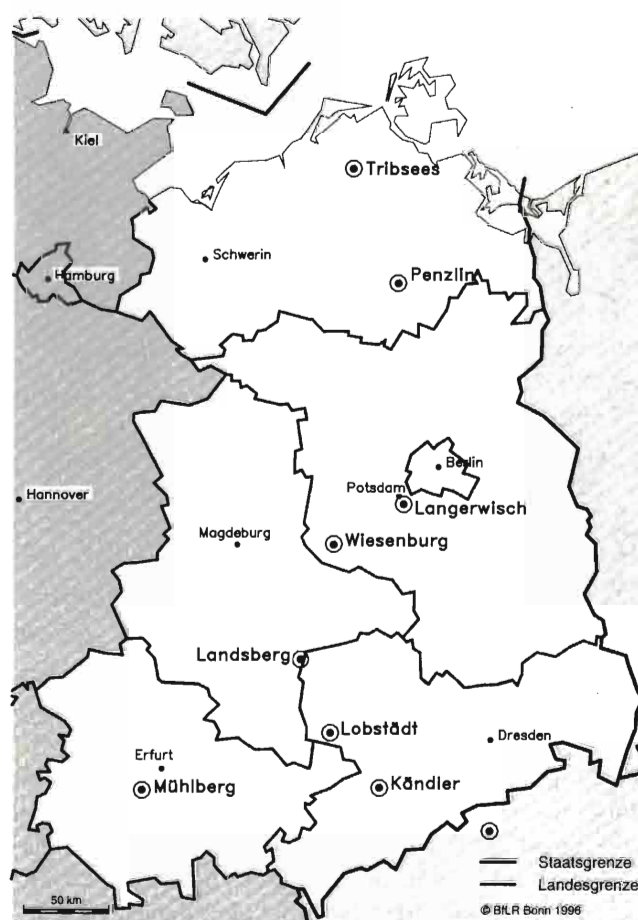 Kiel
Tribsees
Schwerin
Hamburg
Penzlin
Berlin
Potsdam
Hannover
Langerwisch
Magdeburg
Wiesenburg
Landsberg
Lobstädt
Dresden
Erfurt
Mühlberg
Kändler
Staatsgrenze
50 km
Landesgrenze
© BfLR Bonn 1996